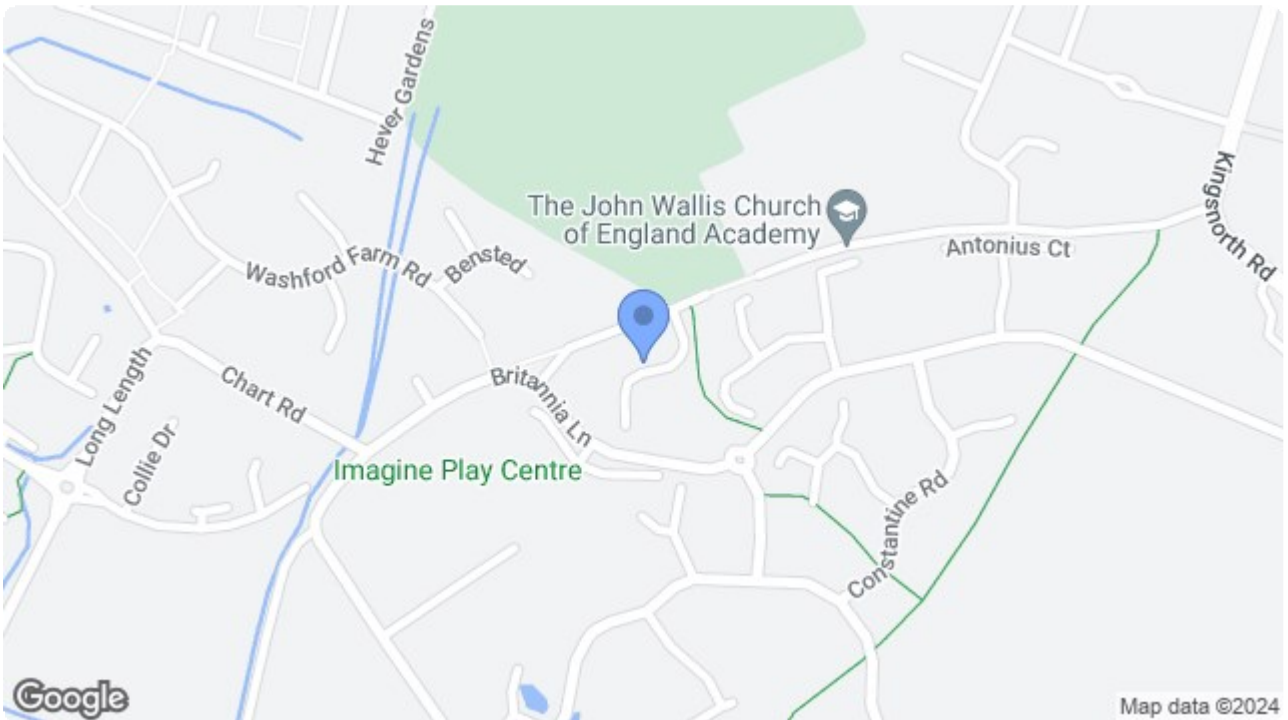 Hever Gardens
The John Wallis Church
of England Academy
Kingsnorth Rd
Antonius Ct
Washford Farm Rd
Bensted
Long Length
Chart Rd
Britannia Ln
Collie Dr
Imagine Play Centre
Constantine Rd
Google
Map data ©2024